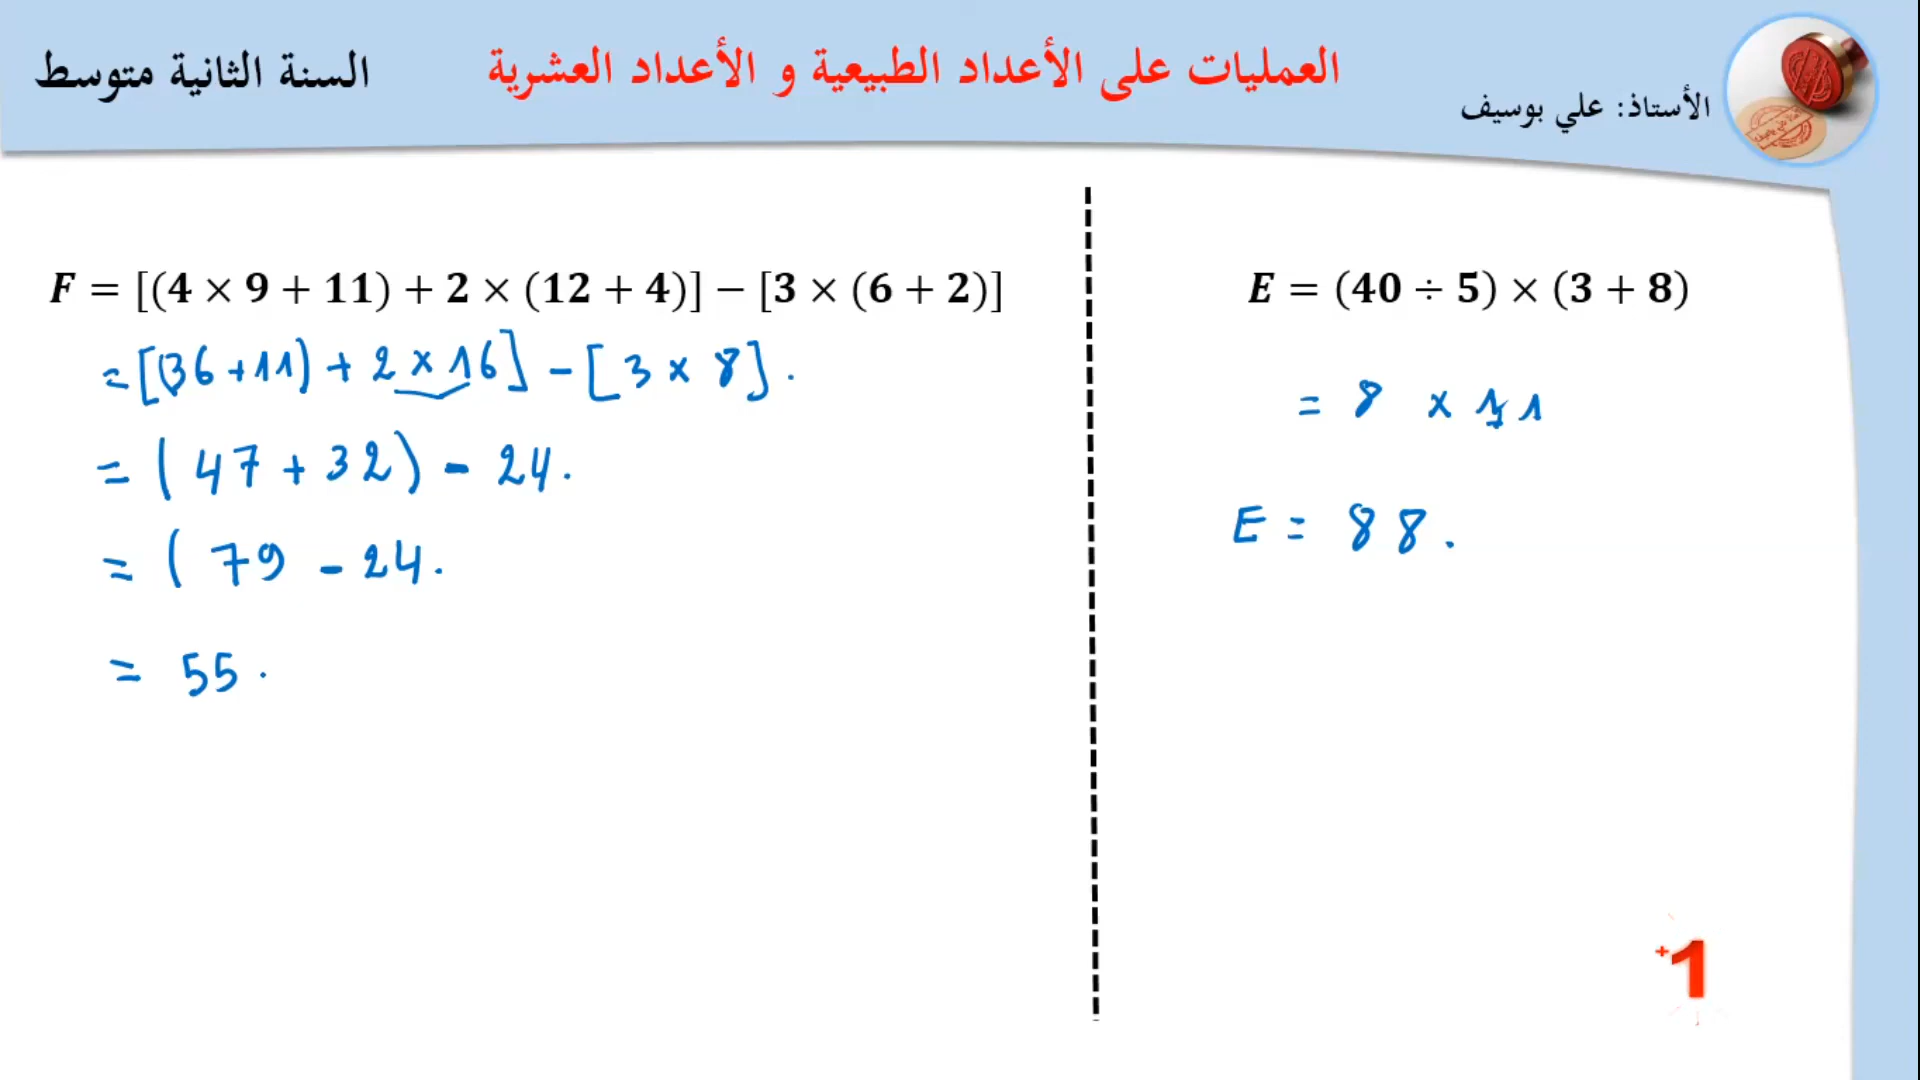 العمليات على الأعداد الطبيعية و الأعداد العشرية
السنة الثانية متوسط
الأستاذ: علي بوسيف
E = (40 ÷ 5) × (3 + 8)
= 8 × 11
E = 88.
F = [(4 × 9 + 11) + 2 × (12 + 4)] − [3 × (6 + 2)]
= [(36 + 11) + 2 × 16] - [3 × 8].
= (47 + 32) - 24.
= ( 79 - 24.
= 55.
+1